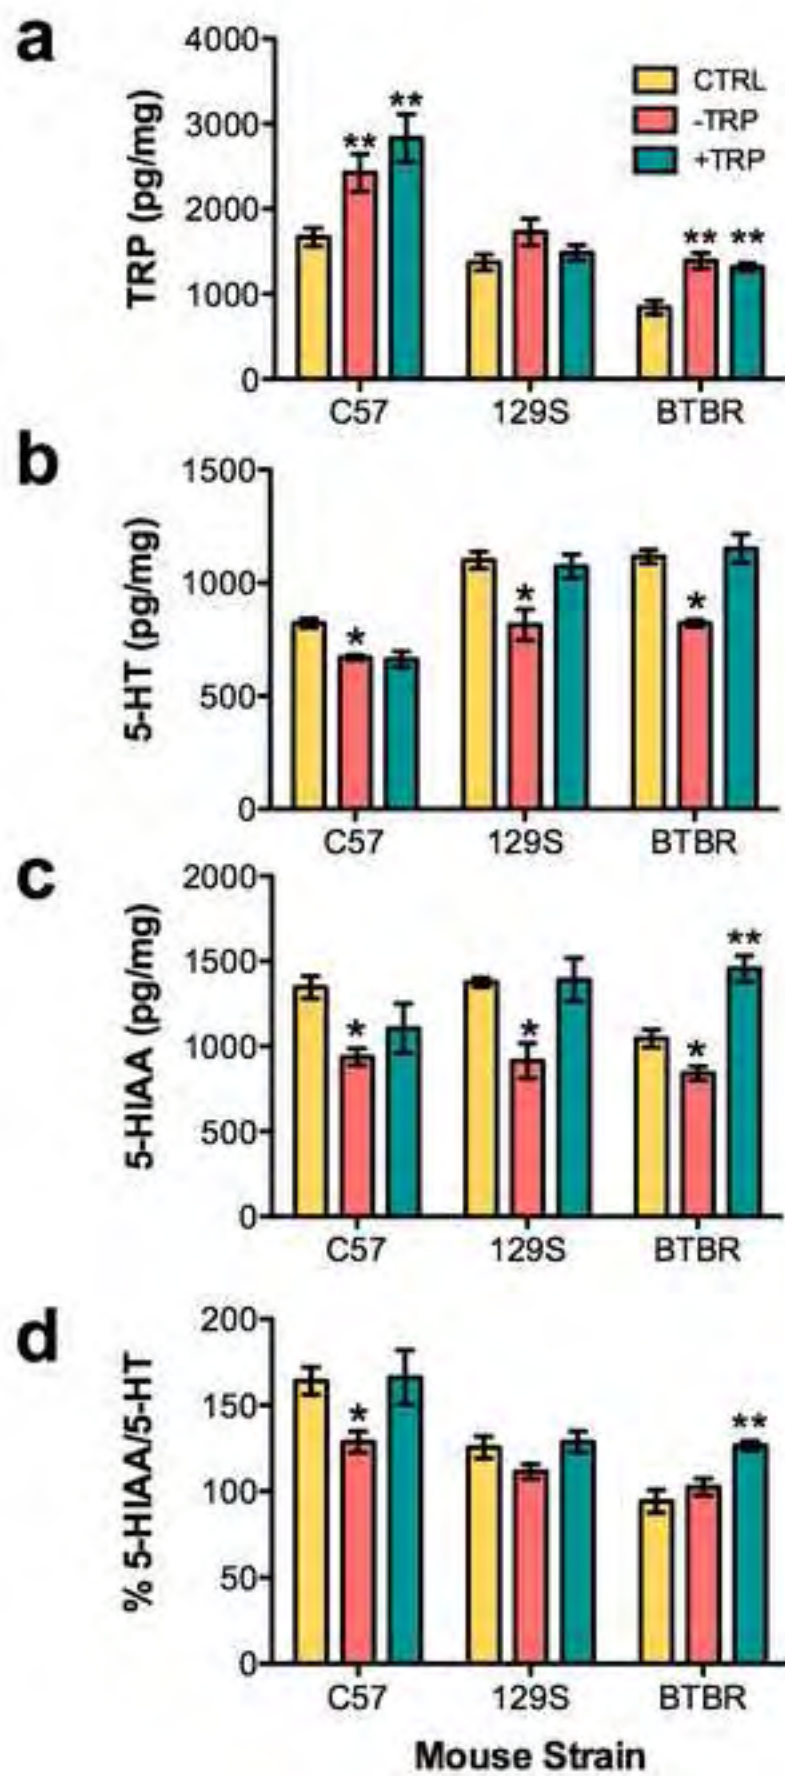 a
TRP (pg/mg)
4000
3000
2000
1000
0
CTRL
-TRP
+TRP
** **
** **
C57 129S BTBR
b
5-HT (pg/mg)
1500
1000
500
0
* * *
C57 129S BTBR
c
5-HIAA (pg/mg)
2000
1500
1000
500
0
* * * **
C57 129S BTBR
d
% 5-HIAA/5-HT
200
150
100
50
0
* **
C57 129S BTBR
Mouse Strain